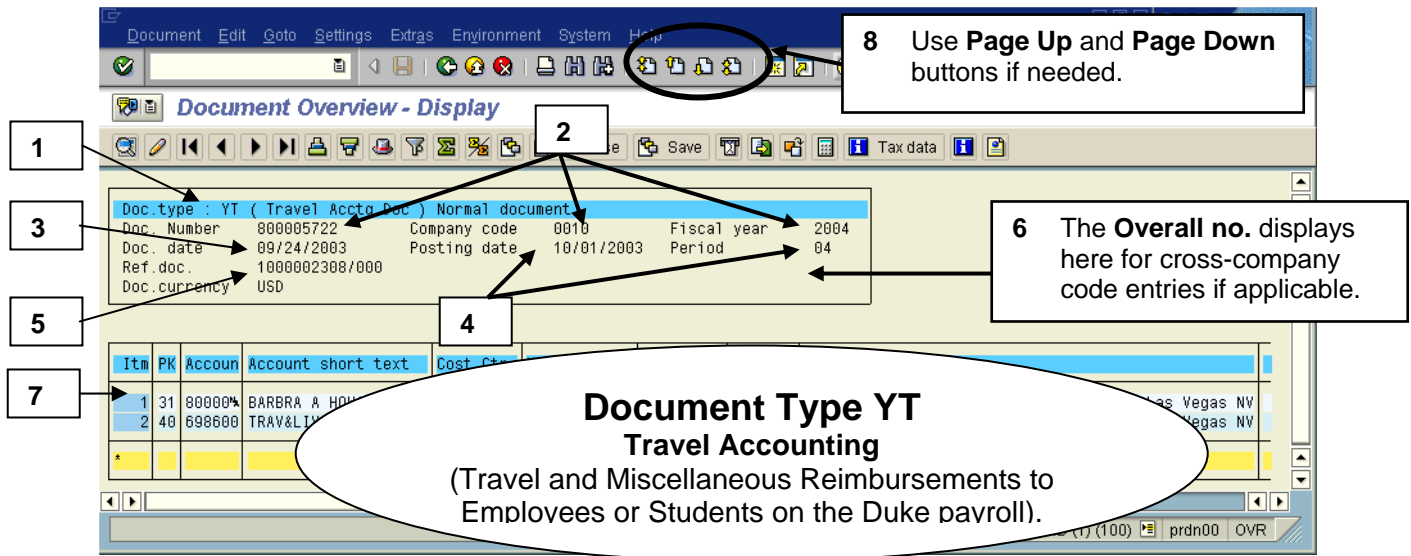 Document Edit Goto Settings Extras Environment System Help
8 Use Page Up and Page Down
buttons if needed.
Document Overview - Display
1
2
Save Tax data
Doc.type : YT ( Travel Acctg Doc ) Normal document
3
Doc. Number 800005722 Company code 0010 Fiscal year 2004
Doc. date 09/24/2003 Posting date 10/01/2003 Period 04
Ref.doc. 1000002308/000
Doc.currency USD
6 The Overall no. displays
here for cross-company
code entries if applicable.
5
4
Itm PK Accoun Account short text Cost Ctr
7
1 31 80000 BARBRA A Las Vegas NV
2 40 698600 Vegas NV
*
Document Type YT
Travel Accounting
(Travel and Miscellaneous Reimbursements to
Employees or Students on the Duke payroll).
(1) (100) prdn00 OVR